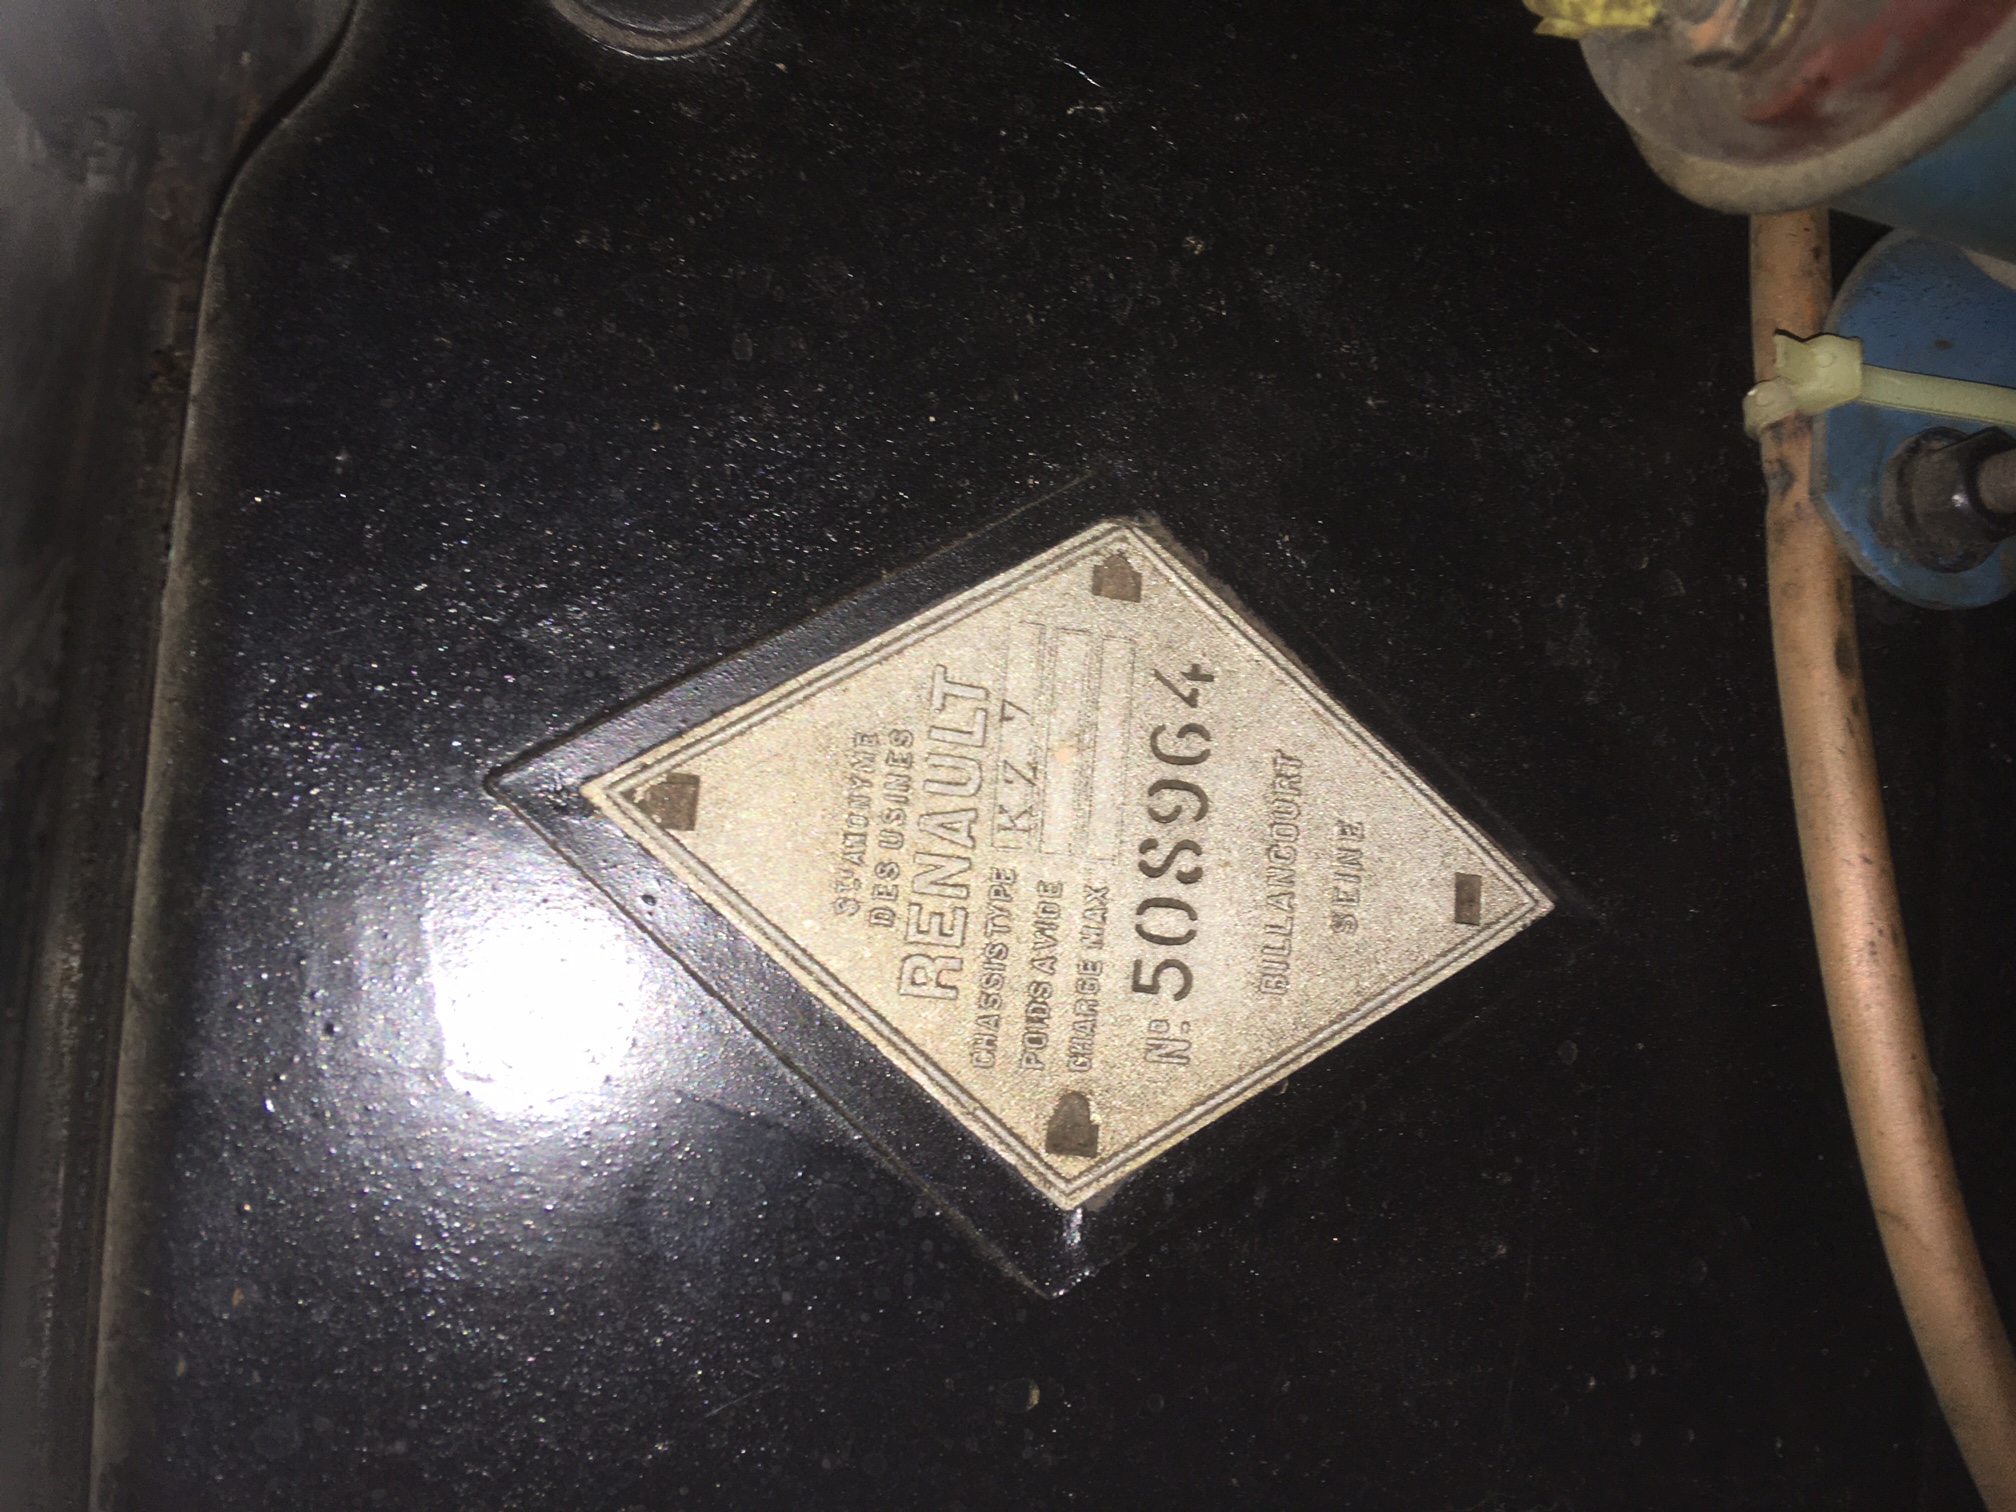 STÉ ANONYME
DES USINES
RENAULT
CHASSIS TYPE KZ 7
POIDS A VIDE
CHARGE MAX
No. 508964
BILLANCOURT
SEINE